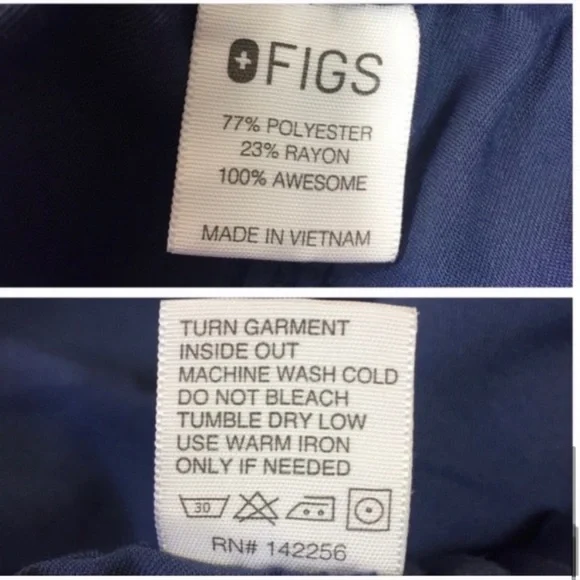 FIGS
77% POLYESTER
23% RAYON
100% AWESOME
MADE IN VIETNAM
TURN GARMENT
INSIDE OUT
MACHINE WASH COLD
DO NOT BLEACH
TUMBLE DRY LOW
USE WARM IRON
ONLY IF NEEDED
30
RN# 142256